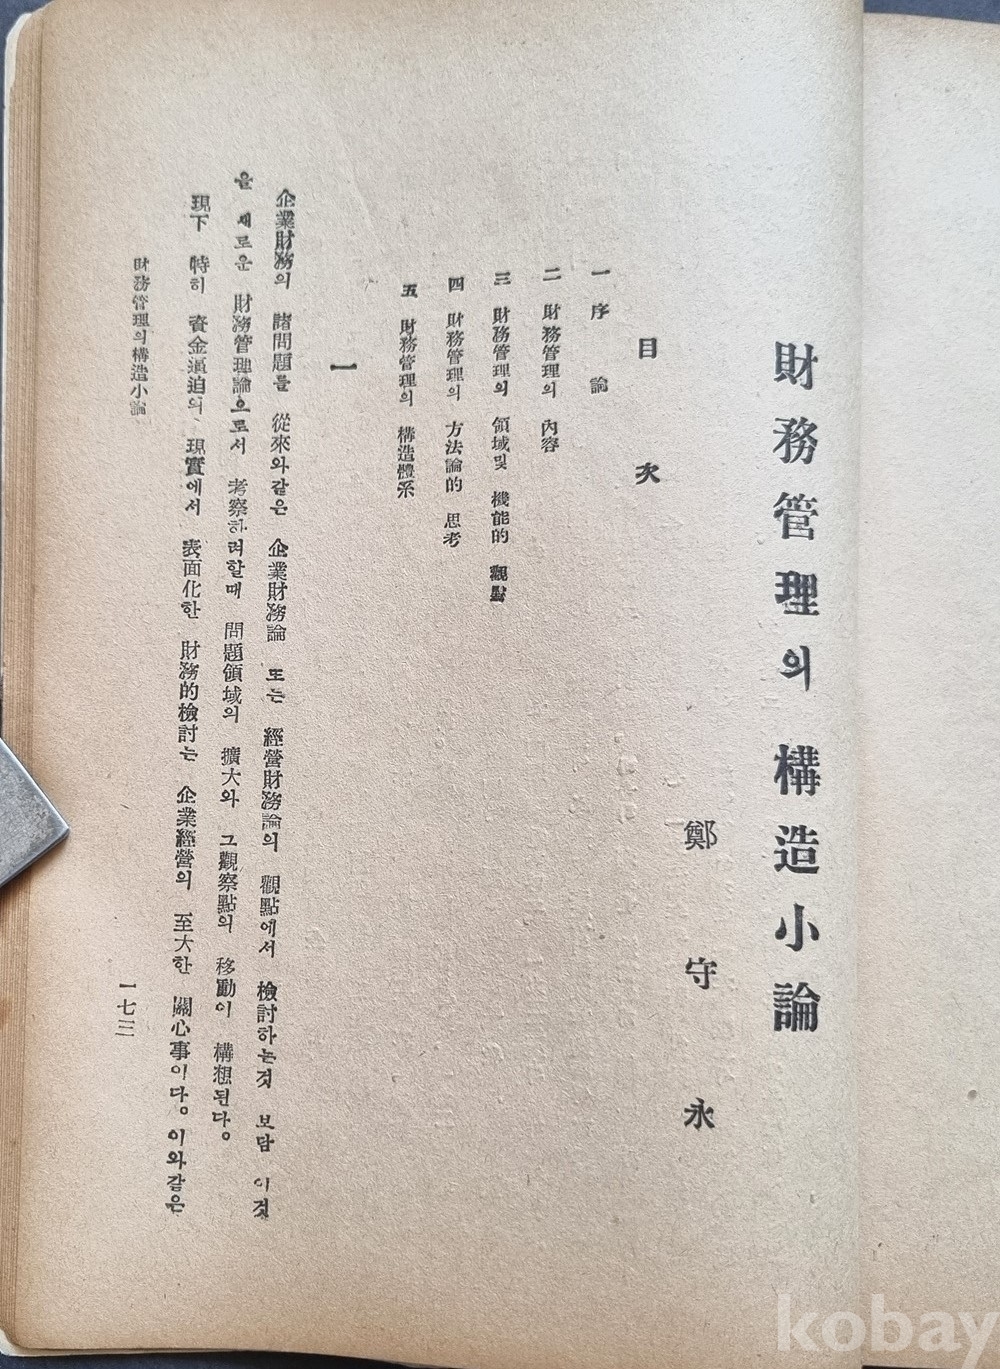 財務管理의 構造小論
鄭守永
目次
一 序論
二 財務管理의 內容
三 財務管理의 領域및 機能的 觀點
四 財務管理의 方法論的 思考
五 財務管理의 構造體系
一
企業財務의 諸問題를 從來와같은 企業財務論 또는 經營財務論의 觀點에서 檢討하는것 보담 이것
을 새로운 財務管理論으로서 考察하려할때 問題領域의 擴大와 그觀察點의 移動이 構想된다。
現下 特히 資金逼迫의 現實에서 表面化한 財務的檢討는 企業經營의 至大한 關心事이다。이와같은
財務管理의構造小論
一七三
kobay